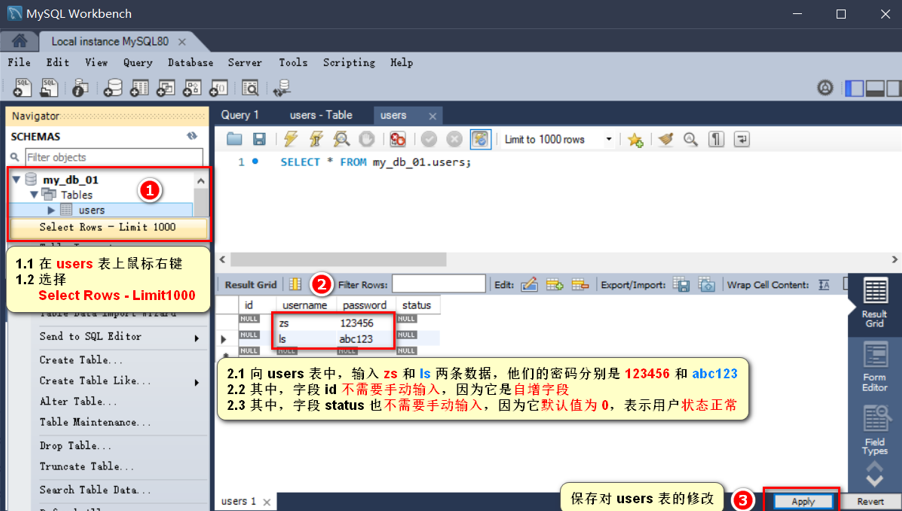 MySQL Workbench
Local instance MySQL80
File Edit View Query Database Server Tools Scripting Help
Navigator
SCHEMAS
Filter objects
my_db_01
Tables
users
Select Rows - Limit 1000
1
1.1 在 users 表上鼠标右键
1.2 选择
Select Rows - Limit1000
Table Data Import Wizard
Send to SQL Editor
Create Table...
Create Table Like...
Alter Table...
Table Maintenance...
Drop Table...
Truncate Table...
Search Table Data...
Query 1 users - Table users
Limit to 1000 rows
1 SELECT * FROM my_db_01.users;
Result Grid 2 Filter Rows: Edit: Export/Import: Wrap Cell Content: IA
id username password status
NULL zs 123456 NULL
NULL ls abc123 NULL
NULL NULL NULL NULL
2.1 向 users 表中，输入 zs 和 ls 两条数据，他们的密码分别是 123456 和 abc123
2.2 其中，字段 id 不需要手动输入，因为它是自增字段
2.3 其中，字段 status 也不需要手动输入，因为它默认值为 0，表示用户状态正常
Result
Grid
Form
Editor
Field
Types
users 1
保存对 users 表的修改 3 Apply Revert